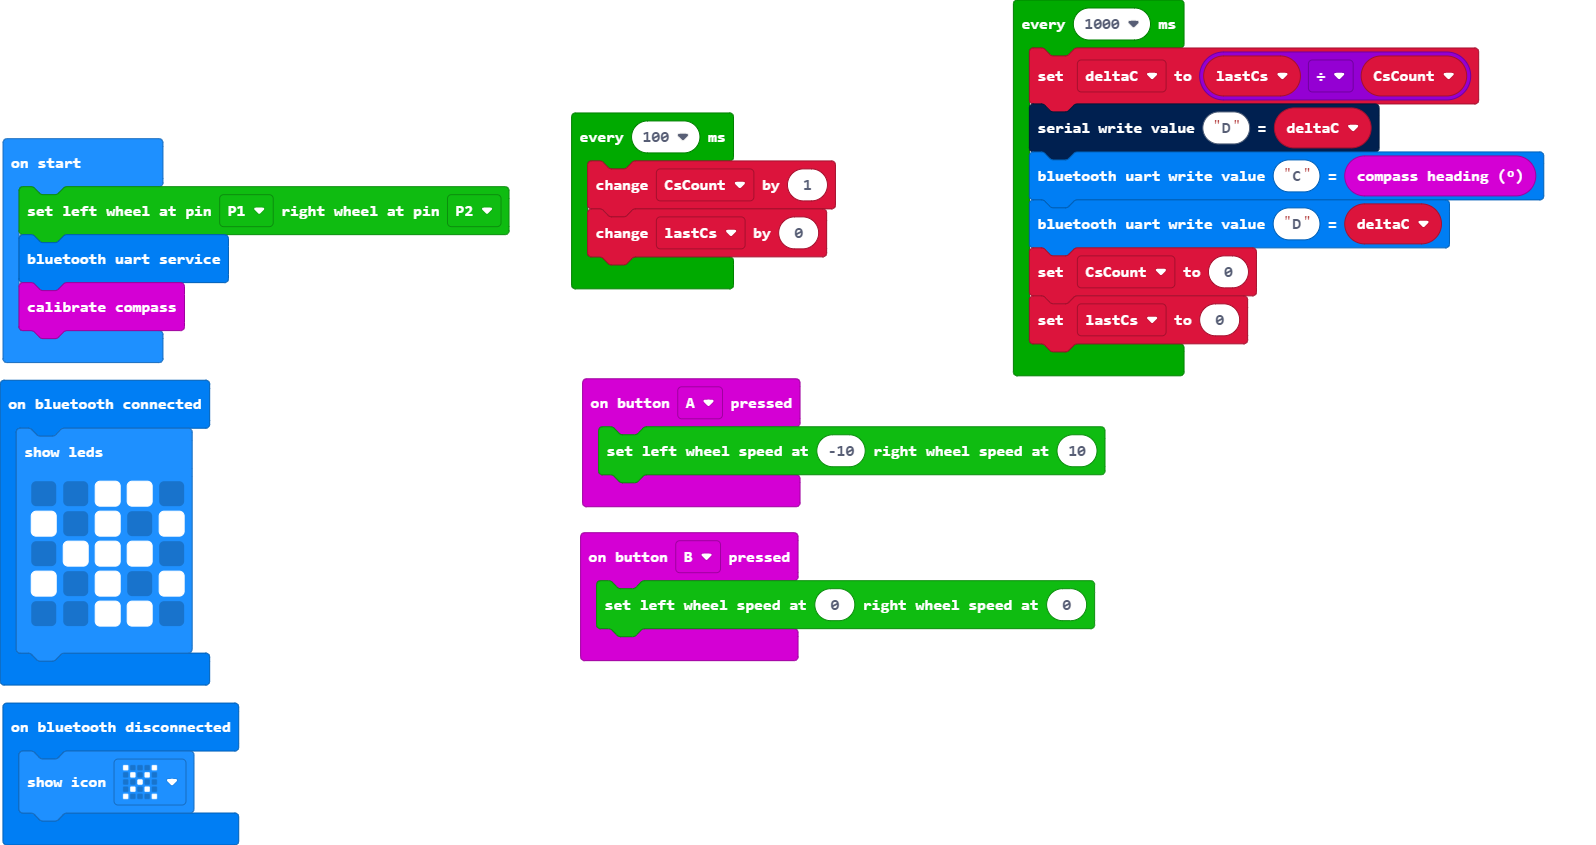 on start
set left wheel at pin P1 right wheel at pin P2
bluetooth uart service
calibrate compass
on bluetooth connected
show leds
on bluetooth disconnected
show icon
every 100 ms
change CsCount by 1
change lastCs by 0
on button A pressed
set left wheel speed at -10 right wheel speed at 10
on button B pressed
set left wheel speed at 0 right wheel speed at 0
every 1000 ms
set deltaC to lastCs ÷ CsCount
serial write value "D" = deltaC
bluetooth uart write value "C" = compass heading (º)
bluetooth uart write value "D" = deltaC
set CsCount to 0
set lastCs to 0